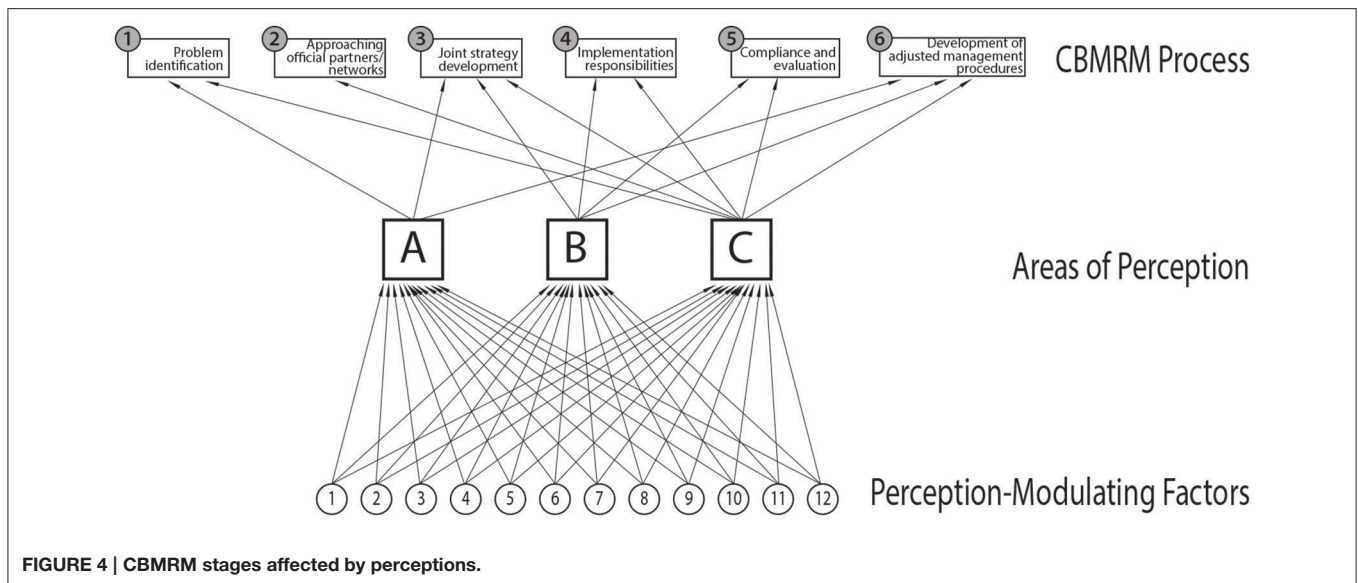 1
Problem
identification
2
Approaching
official partners/
networks
3
Joint strategy
development
4
Implementation
responsibilities
5
Compliance and
evaluation
6
Development of
adjusted management
procedures
CBMRM Process
A
B
C
Areas of Perception
1 2 3 4 5 6 7 8 9 10 11 12
Perception-Modulating Factors
FIGURE 4 | CBMRM stages affected by perceptions.